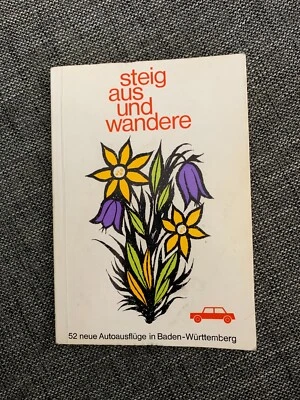 steig
aus
und
wandere
52 neue Autoausflüge in Baden-Württemberg